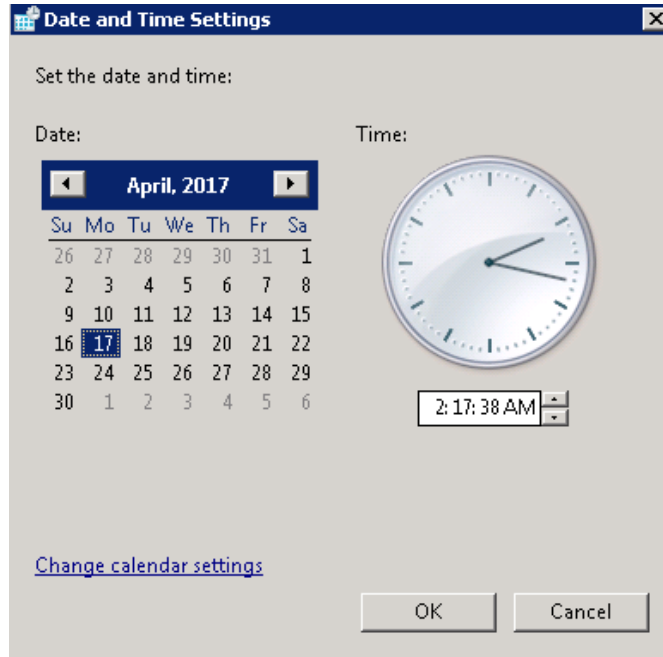 Date and Time Settings
Set the date and time:
Date:
Time:
April, 2017
Su Mo Tu We Th Fr Sa
26 27 28 29 30 31 1
2 3 4 5 6 7 8
9 10 11 12 13 14 15
16 17 18 19 20 21 22
23 24 25 26 27 28 29
30 1 2 3 4 5 6
2: 17: 38 AM
Change calendar settings
OK
Cancel